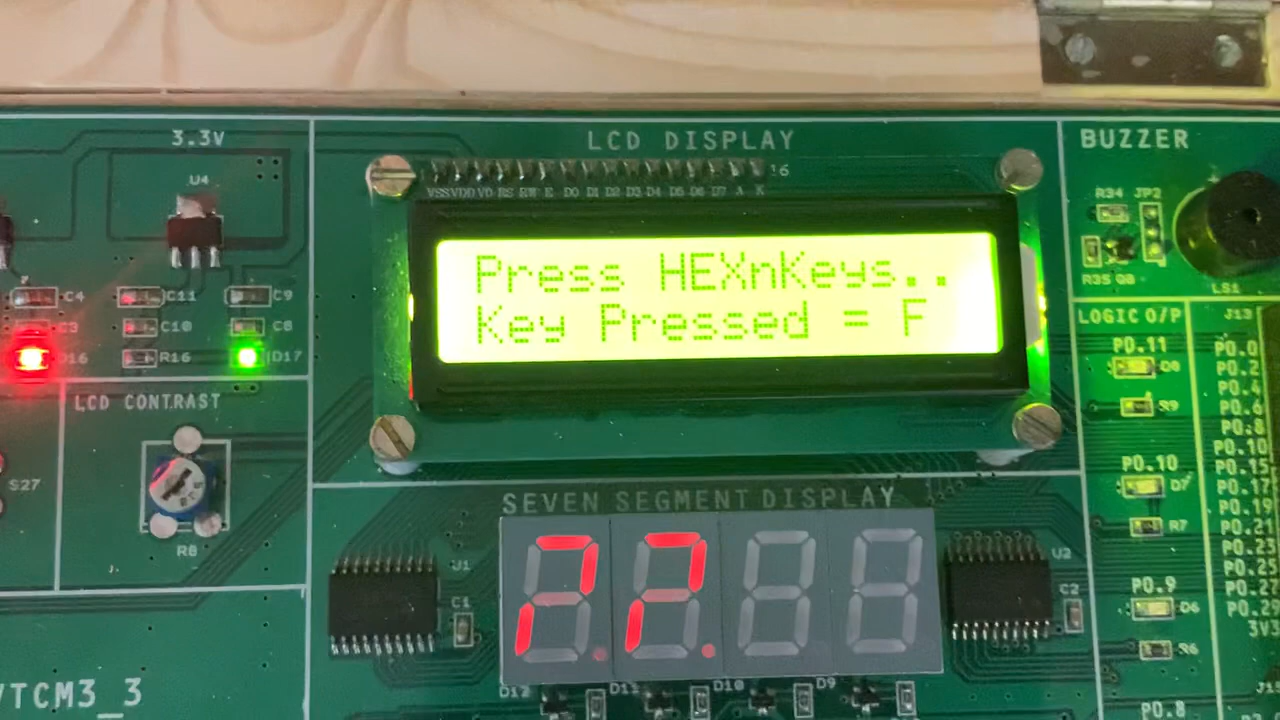 3.3V
LCD DISPLAY
BUZZER
U4
16
VSS VDD VO RS RW E D0 D1 D2 D3 D4 D5 D6 D7 A K
R34 JP2
R35 Q8
LS1
Press HEXnKeys..
Key Pressed = F
C4
C11
C9
C3
C10
C8
D16
R16
D17
LOGIC O/P
J13
P0.11
D8
R9
P0.0
P0.2
P0.4
P0.6
P0.8
P0.10
P0.15
P0.17
P0.19
P0.21
P0.23
P0.25
P0.27
P0.29
3V3
LCD CONTRAST
S27
R8
P0.10
D7
R7
SEVEN SEGMENT DISPLAY
U1
C1
U2
C2
P0.9
D6
R6
D12
D11
D10
D9
VTCM3_3
P0.8